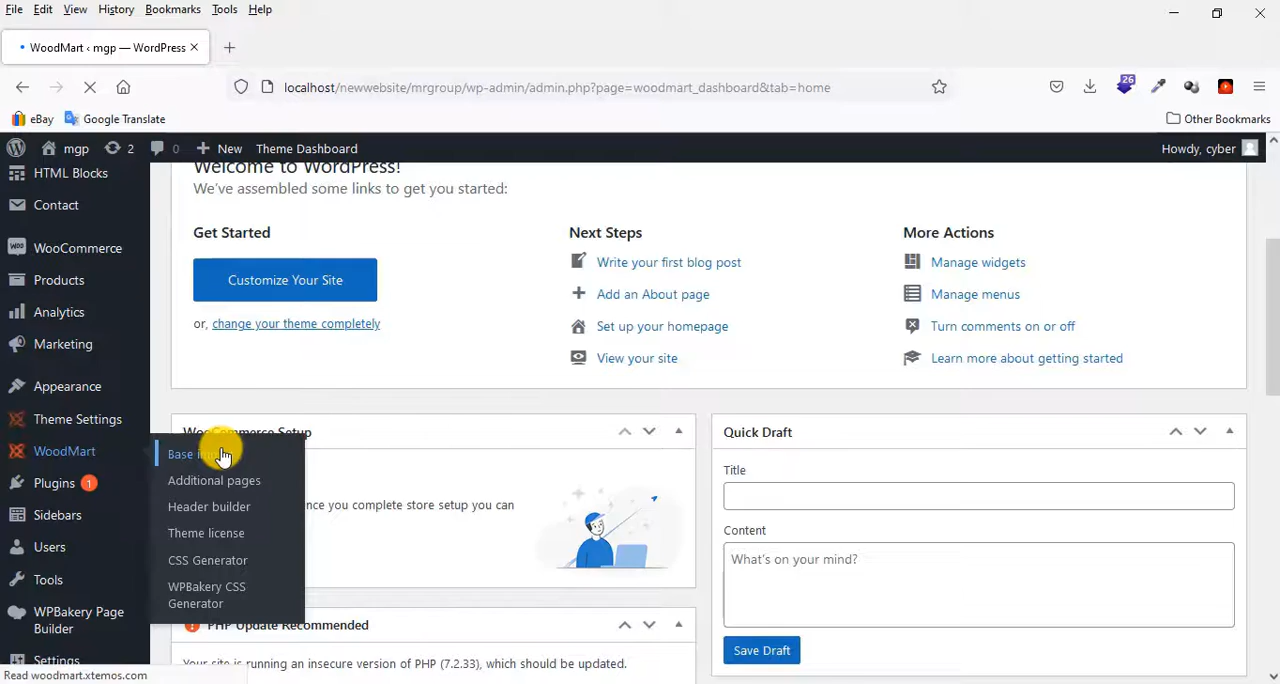 File Edit View History Bookmarks Tools Help
WoodMart ‹ mgp — WordPress
localhost/newwebsite/mrgroup/wp-admin/admin.php?page=woodmart_dashboard&tab=home
26
eBay Google Translate Other Bookmarks
mgp 2 0 New Theme Dashboard Howdy, cyber
HTML Blocks
Contact
WooCommerce
Products
Analytics
Marketing
Appearance
Theme Settings
WoodMart
Plugins 1
Sidebars
Users
Tools
WPBakery Page
Builder
Settings
Base
Additional pages
Header builder
Theme license
CSS Generator
WPBakery CSS
Generator
Welcome to WordPress!
We've assembled some links to get you started:
Get Started
Customize Your Site
or, change your theme completely
Next Steps
Write your first blog post
Add an About page
Set up your homepage
View your site
More Actions
Manage widgets
Manage menus
Turn comments on or off
Learn more about getting started
WooCommerce Setup
you complete store setup you can
PHP Update Recommended
Your site is running an insecure version of PHP (7.2.33), which should be updated.
Quick Draft
Title
Content
What's on your mind?
Save Draft
Read woodmart.xtemos.com